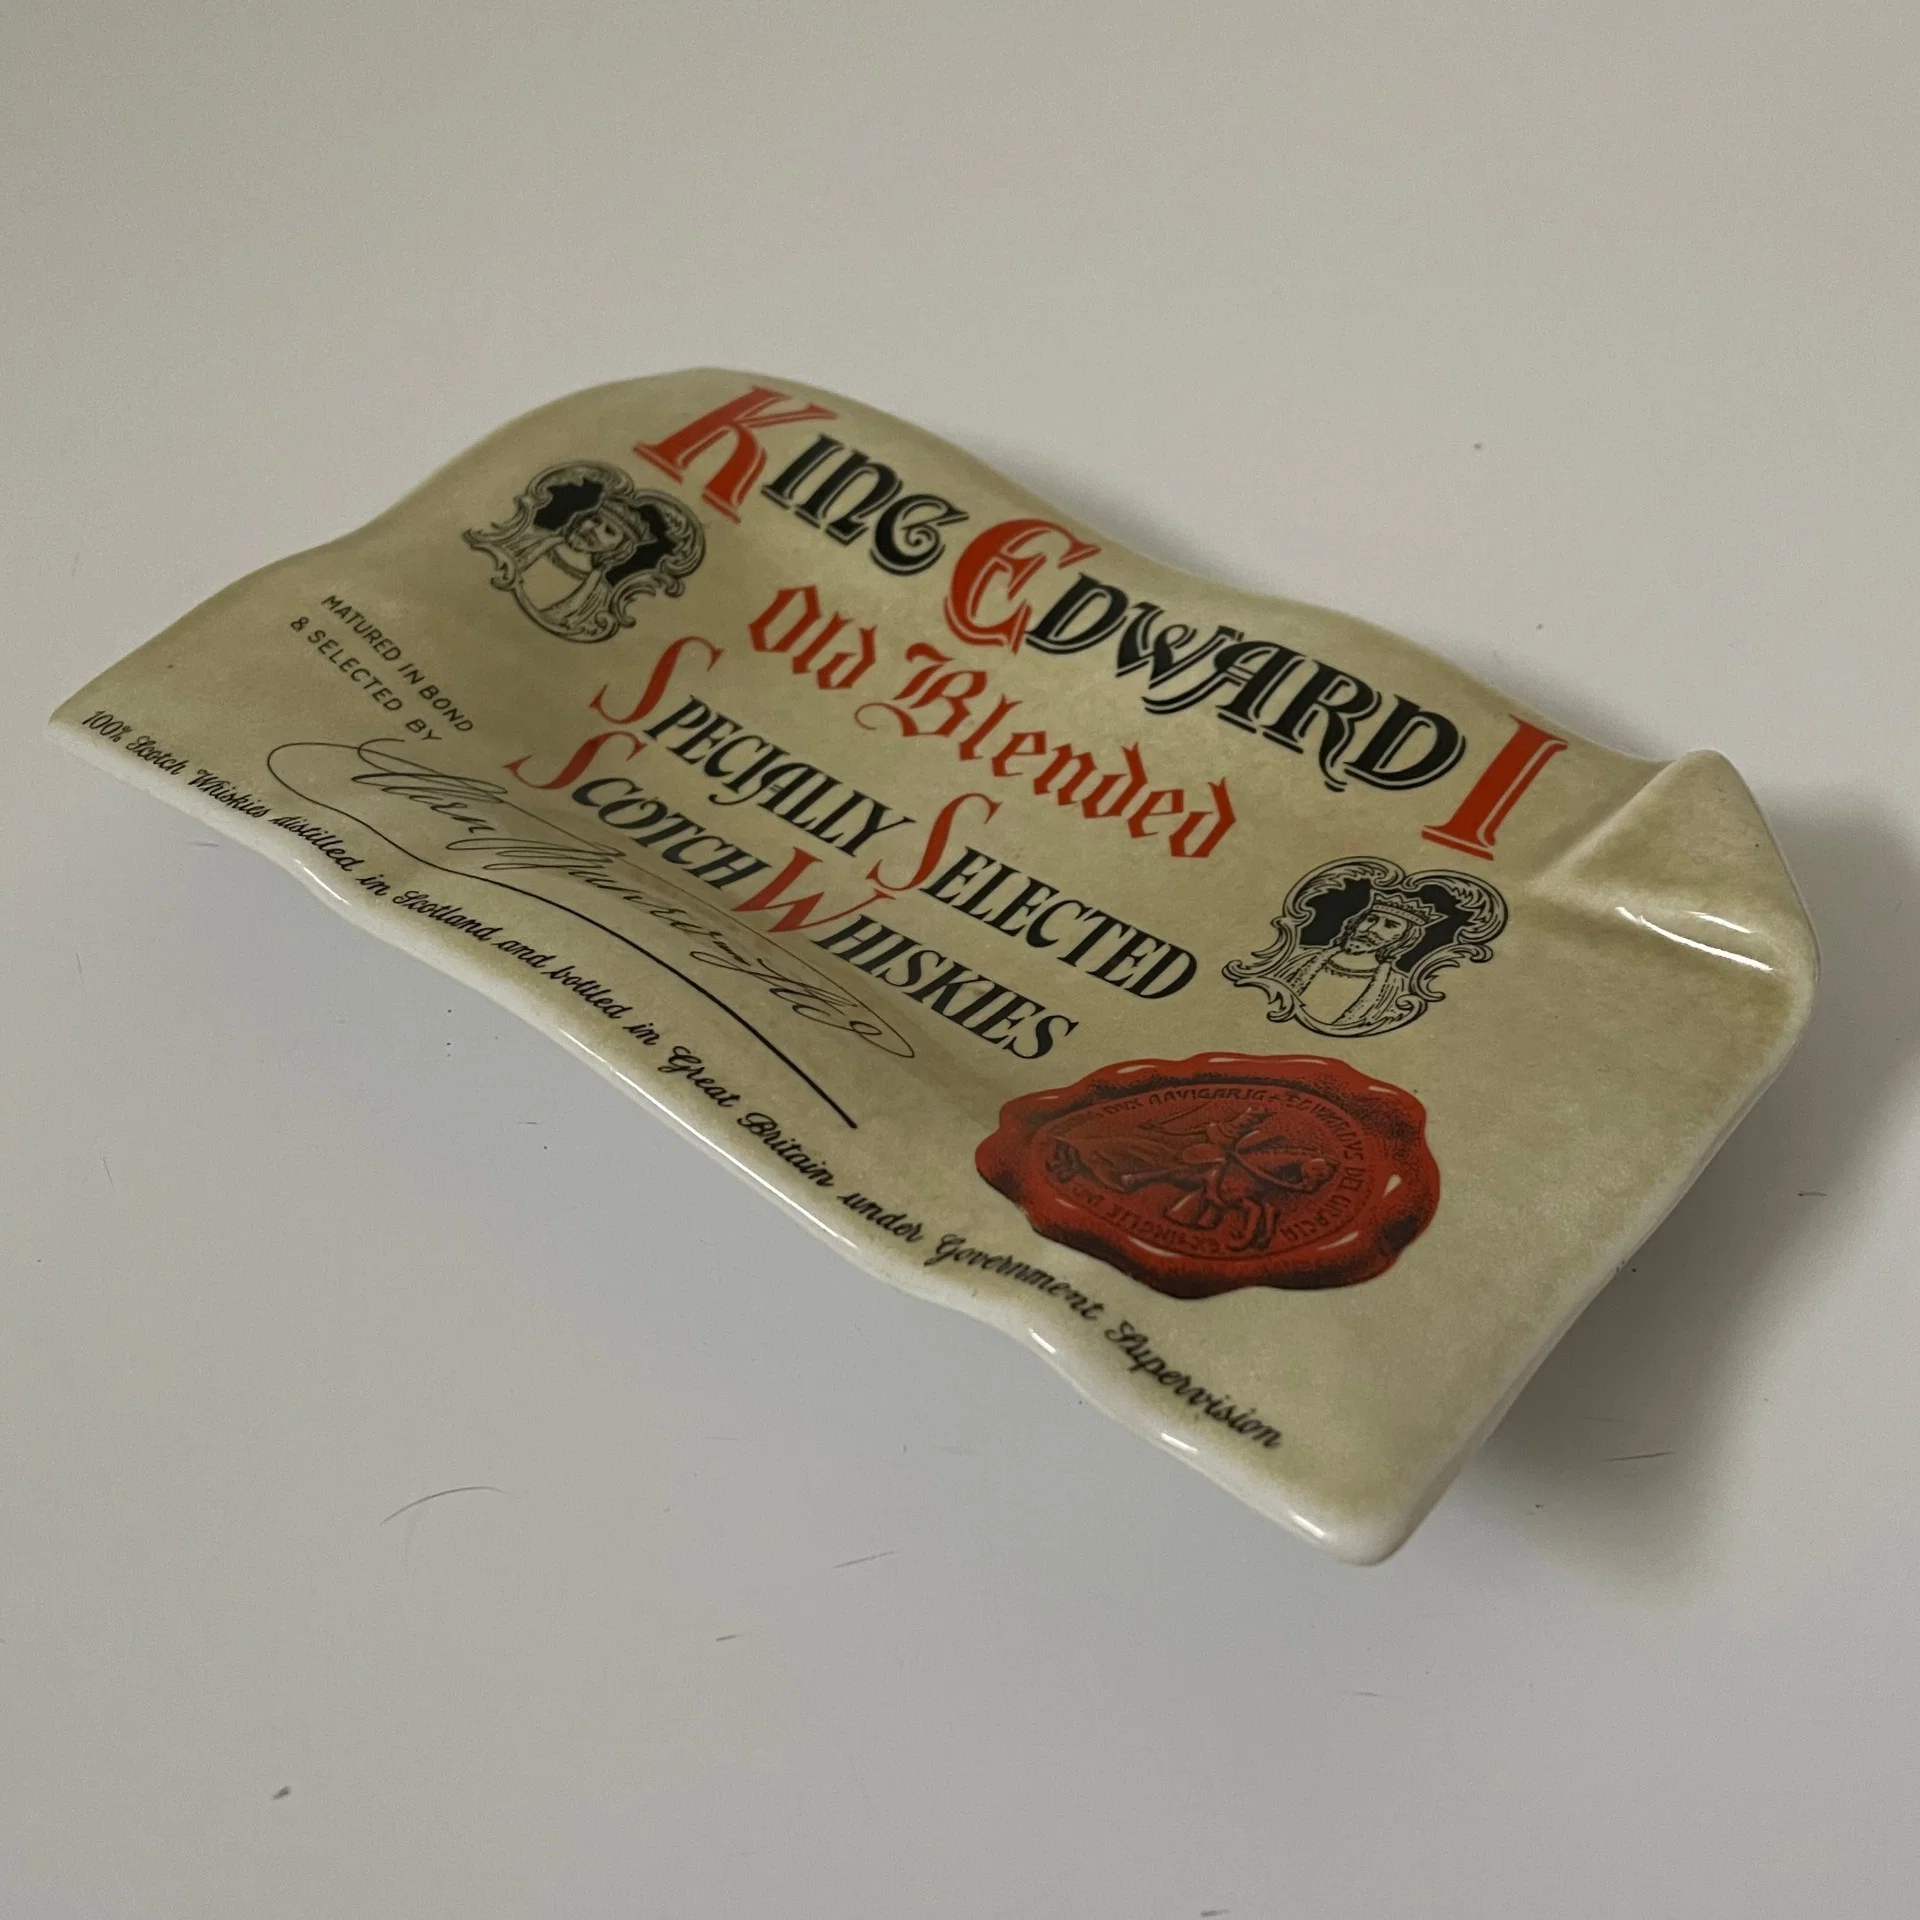 KING EDWARD I
Old Blended
SPECIALLY SELECTED
SCOTCH WHISKIES
MATURED IN BOND
& SELECTED BY
100% Scotch Whiskies distilled in Scotland and bottled in Great Britain under Government Supervision